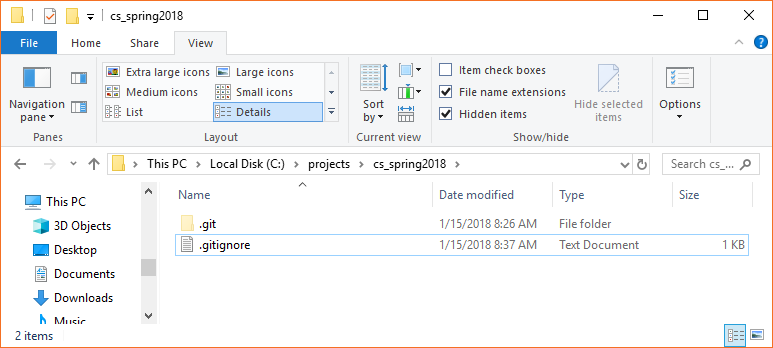 cs_spring2018
File Home Share View
Navigation pane
Extra large icons Large icons
Medium icons Small icons
List Details
Sort by
Item check boxes
File name extensions
Hidden items
Hide selected items
Options
Panes Layout Current view Show/hide
This PC Local Disk (C:) projects cs_spring2018 Search cs_...
This PC
3D Objects
Desktop
Documents
Downloads
Music
Name Date modified Type Size
.git 1/15/2018 8:26 AM File folder
.gitignore 1/15/2018 8:37 AM Text Document 1 KB
2 items